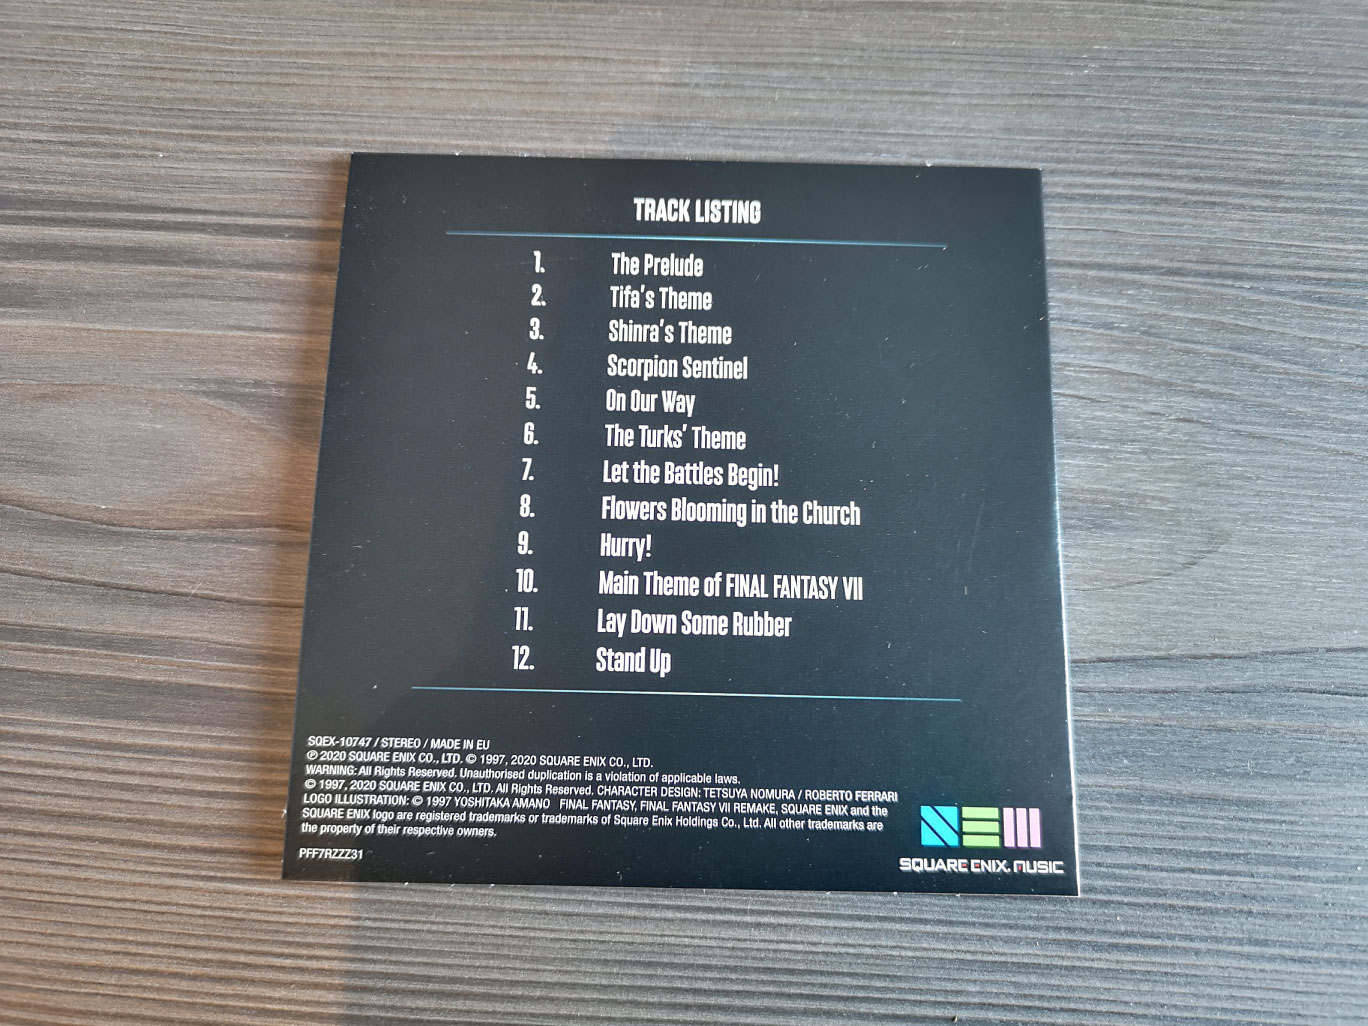 TRACK LISTING
1. The Prelude
2. Tifa's Theme
3. Shinra's Theme
4. Scorpion Sentinel
5. On Our Way
6. The Turks' Theme
7. Let the Battles Begin!
8. Flowers Blooming in the Church
9. Hurry!
10. Main Theme of FINAL FANTASY VII
11. Lay Down Some Rubber
12. Stand Up
SQEX-10747 / STEREO / MADE IN EU
℗ 2020 SQUARE ENIX CO., LTD. © 1997, 2020 SQUARE ENIX CO., LTD.
WARNING: All Rights Reserved. Unauthorised duplication is a violation of applicable laws.
© 1997, 2020 SQUARE ENIX CO., LTD. All Rights Reserved. CHARACTER DESIGN: TETSUYA NOMURA / ROBERTO FERRARI
LOGO ILLUSTRATION: © 1997 YOSHITAKA AMANO FINAL FANTASY, FINAL FANTASY VII REMAKE, SQUARE ENIX and the
SQUARE ENIX logo are registered trademarks or trademarks of Square Enix Holdings Co., Ltd. All other trademarks are
the property of their respective owners.
PFF7RZZZ31
SEM
SQUARE ENIX. MUSIC